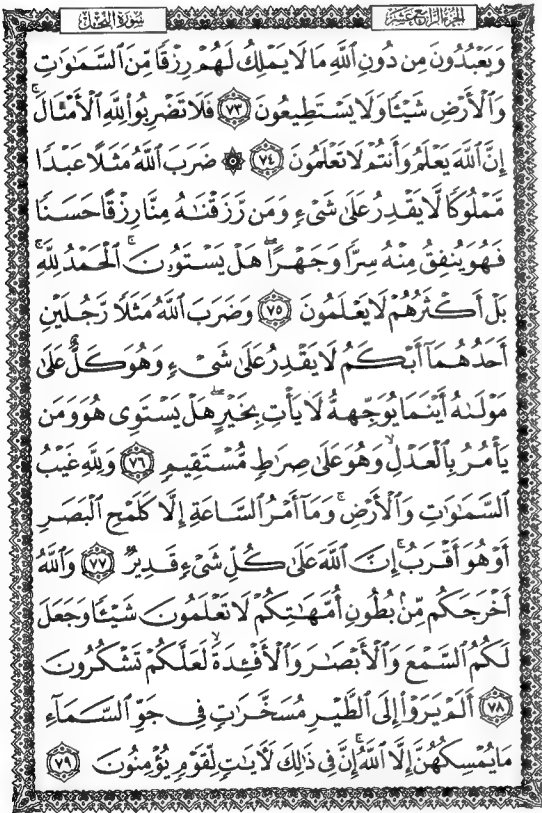 الجزء الرابع عشر
سورة النحل
وَيَعْبُدُونَ مِن دُونِ ٱللَّهِ مَا لَا يَمْلِكُ لَهُمْ رِزْقًا مِّنَ ٱلسَّمَٰوَٰتِ
وَٱلْأَرْضِ شَيْـًٔا وَلَا يَسْتَطِيعُونَ ﴿٧٣﴾ فَلَا تَضْرِبُوا۟ لِلَّهِ ٱلْأَمْثَالَ ۚ
إِنَّ ٱللَّهَ يَعْلَمُ وَأَنتُمْ لَا تَعْلَمُونَ ﴿٧٤﴾ ۞ ضَرَبَ ٱللَّهُ مَثَلًا عَبْدًا
مَّمْلُوكًا لَّا يَقْدِرُ عَلَىٰ شَىْءٍ وَمَن رَّزَقْنَٰهُ مِنَّا رِزْقًا حَسَنًا
فَهُوَ يُنفِقُ مِنْهُ سِرًّا وَجَهْرًا ۖ هَلْ يَسْتَوُۥنَ ۚ ٱلْحَمْدُ لِلَّهِ ۚ
بَلْ أَكْثَرُهُمْ لَا يَعْلَمُونَ ﴿٧٥﴾ وَضَرَبَ ٱللَّهُ مَثَلًا رَّجُلَيْنِ
أَحَدُهُمَآ أَبْكَمُ لَا يَقْدِرُ عَلَىٰ شَىْءٍ وَهُوَ كَلٌّ عَلَىٰ
مَوْلَىٰهُ أَيْنَمَا يُوَجِّههُّ لَا يَأْتِ بِخَيْرٍ ۖ هَلْ يَسْتَوِى هُوَ وَمَن
يَأْمُرُ بِٱلْعَدْلِ ۙ وَهُوَ عَلَىٰ صِرَٰطٍ مُّسْتَقِيمٍ ﴿٧٦﴾ وَلِلَّهِ غَيْبُ
ٱلسَّمَٰوَٰتِ وَٱلْأَرْضِ ۚ وَمَآ أَمْرُ ٱلسَّاعَةِ إِلَّا كَلَمْحِ ٱلْبَصَرِ
أَوْ هُوَ أَقْرَبُ ۚ إِنَّ ٱللَّهَ عَلَىٰ كُلِّ شَىْءٍ قَدِيرٌ ﴿٧٧﴾ وَٱللَّهُ
أَخْرَجَكُم مِّنۢ بُطُونِ أُمَّهَٰتِكُمْ لَا تَعْلَمُونَ شَيْـًٔا وَجَعَلَ
لَكُمُ ٱلسَّمْعَ وَٱلْأَبْصَٰرَ وَٱلْأَفْـِٔدَةَ ۙ لَعَلَّكُمْ تَشْكُرُونَ
﴿٧٨﴾ أَلَمْ يَرَوْا۟ إِلَى ٱلطَّيْرِ مُسَخَّرَٰتٍ فِى جَوِّ ٱلسَّمَآءِ
مَا يُمْسِكُهُنَّ إِلَّا ٱللَّهُ ۗ إِنَّ فِى ذَٰلِكَ لَـَٔايَٰتٍ لِّقَوْمٍ يُؤْمِنُونَ ﴿٧٩﴾